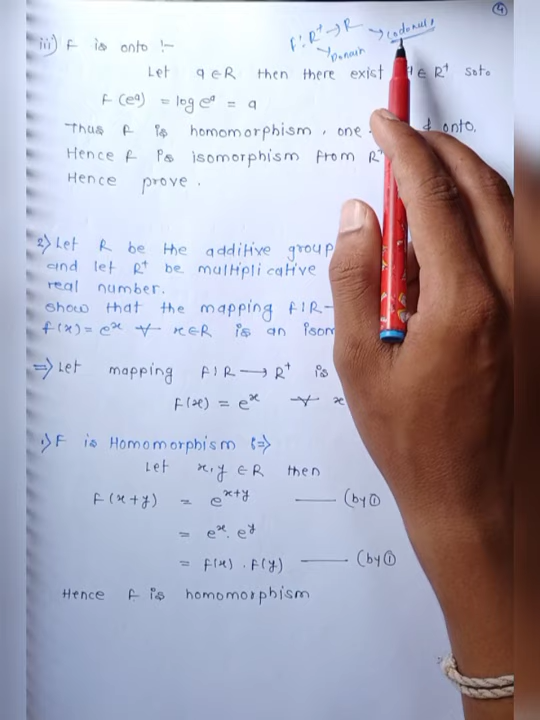 ④
F: R⁺ → R → codomain
→ Domain
iii) F is onto :-
Let a ∈ R then there exist ∈ R⁺ s.t.
F(eᵃ) = log eᵃ = a
Thus F is homomorphism, one onto.
Hence F is isomorphism from R⁺
Hence prove.
2) Let R be the additive group
and let R⁺ be multiplicative
real number.
show that the mapping F: R →
f(x) = eˣ ∀ x ∈ R is an isom
⇒ Let mapping F: R → R⁺ is
F(x) = eˣ ∀ x
1) F is Homomorphism :⇒
Let x, y ∈ R then
F(x+y) = eˣ⁺ʸ —— (by ①
= eˣ. eʸ
= F(x) . F(y) —— (by ①
Hence F is homomorphism